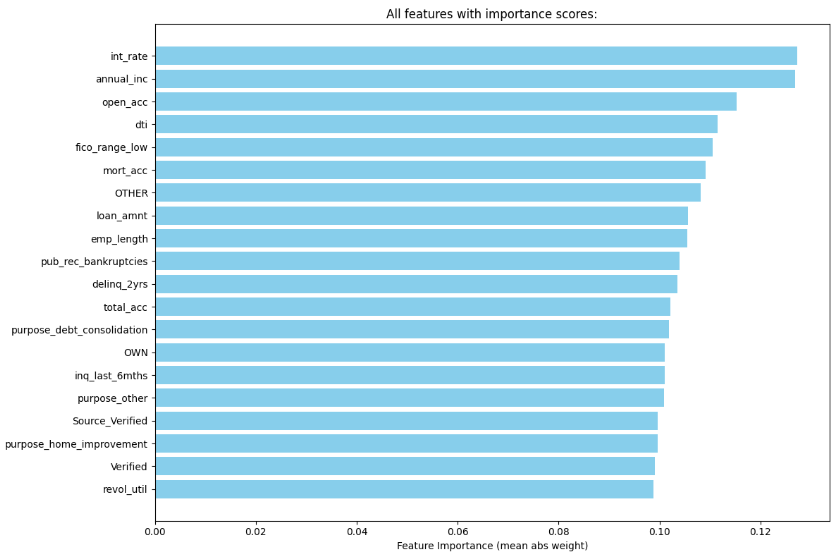 All features with importance scores:
int_rate
annual_inc
open_acc
dti
fico_range_low
mort_acc
OTHER
loan_amnt
emp_length
pub_rec_bankruptcies
delinq_2yrs
total_acc
purpose_debt_consolidation
OWN
inq_last_6mths
purpose_other
Source_Verified
purpose_home_improvement
Verified
revol_util
0.00 0.02 0.04 0.06 0.08 0.10 0.12
Feature Importance (mean abs weight)